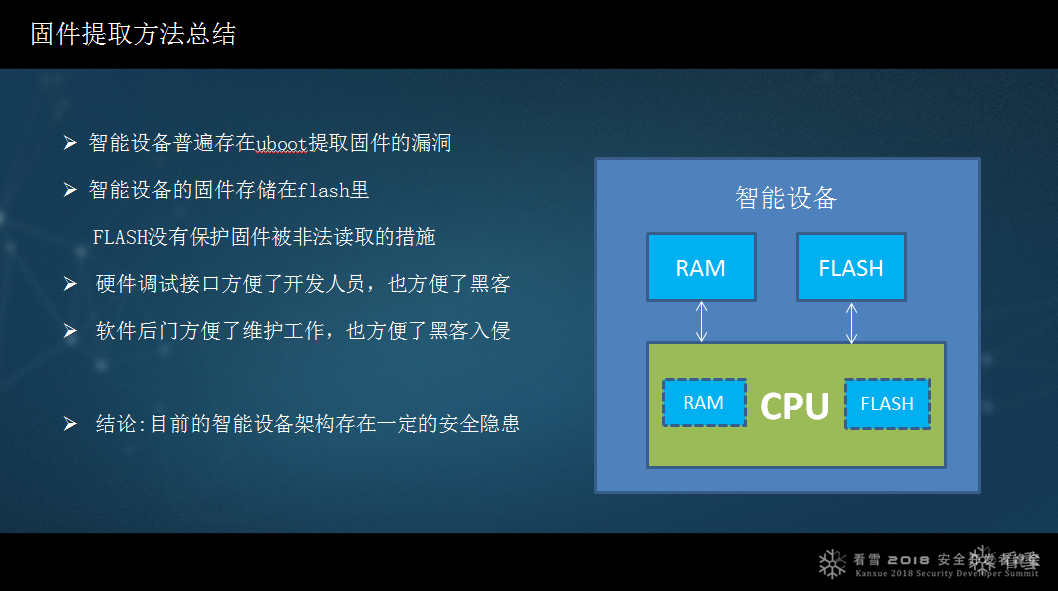 固件提取方法总结
智能设备普遍存在uboot提取固件的漏洞
智能设备的固件存储在flash里
FLASH没有保护固件被非法读取的措施
硬件调试接口方便了开发人员，也方便了黑客
软件后门方便了维护工作，也方便了黑客入侵
结论:目前的智能设备架构存在一定的安全隐患
智能设备
RAM
FLASH
RAM
CPU
FLASH
看雪 2018 安全开发者峰会
Kanxue 2018 Security Developer Summit
看雪